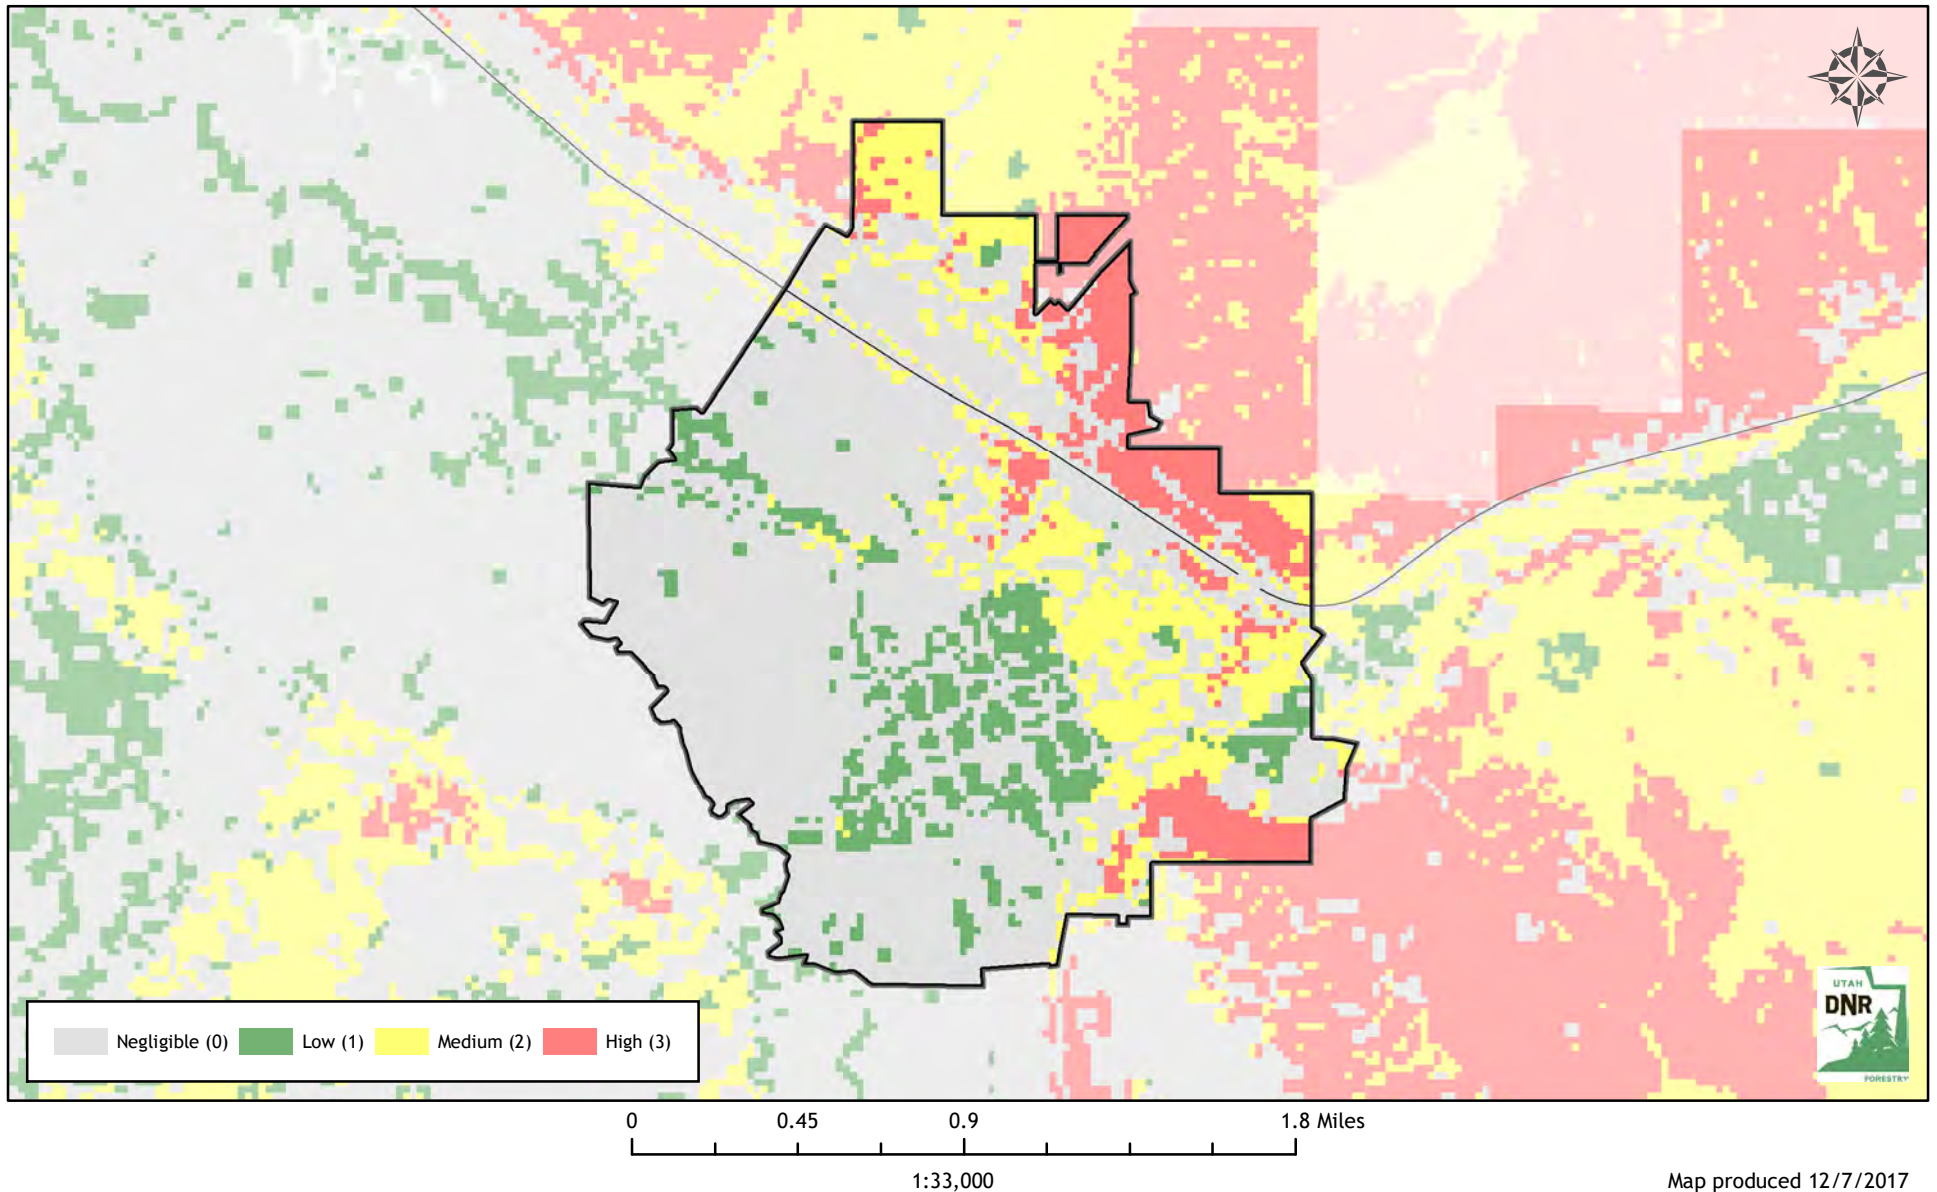 UTAH
DNR
FORESTRY
Negligible (0) Low (1) Medium (2) High (3)
0 0.45 0.9 1.8 Miles
1:33,000
Map produced 12/7/2017